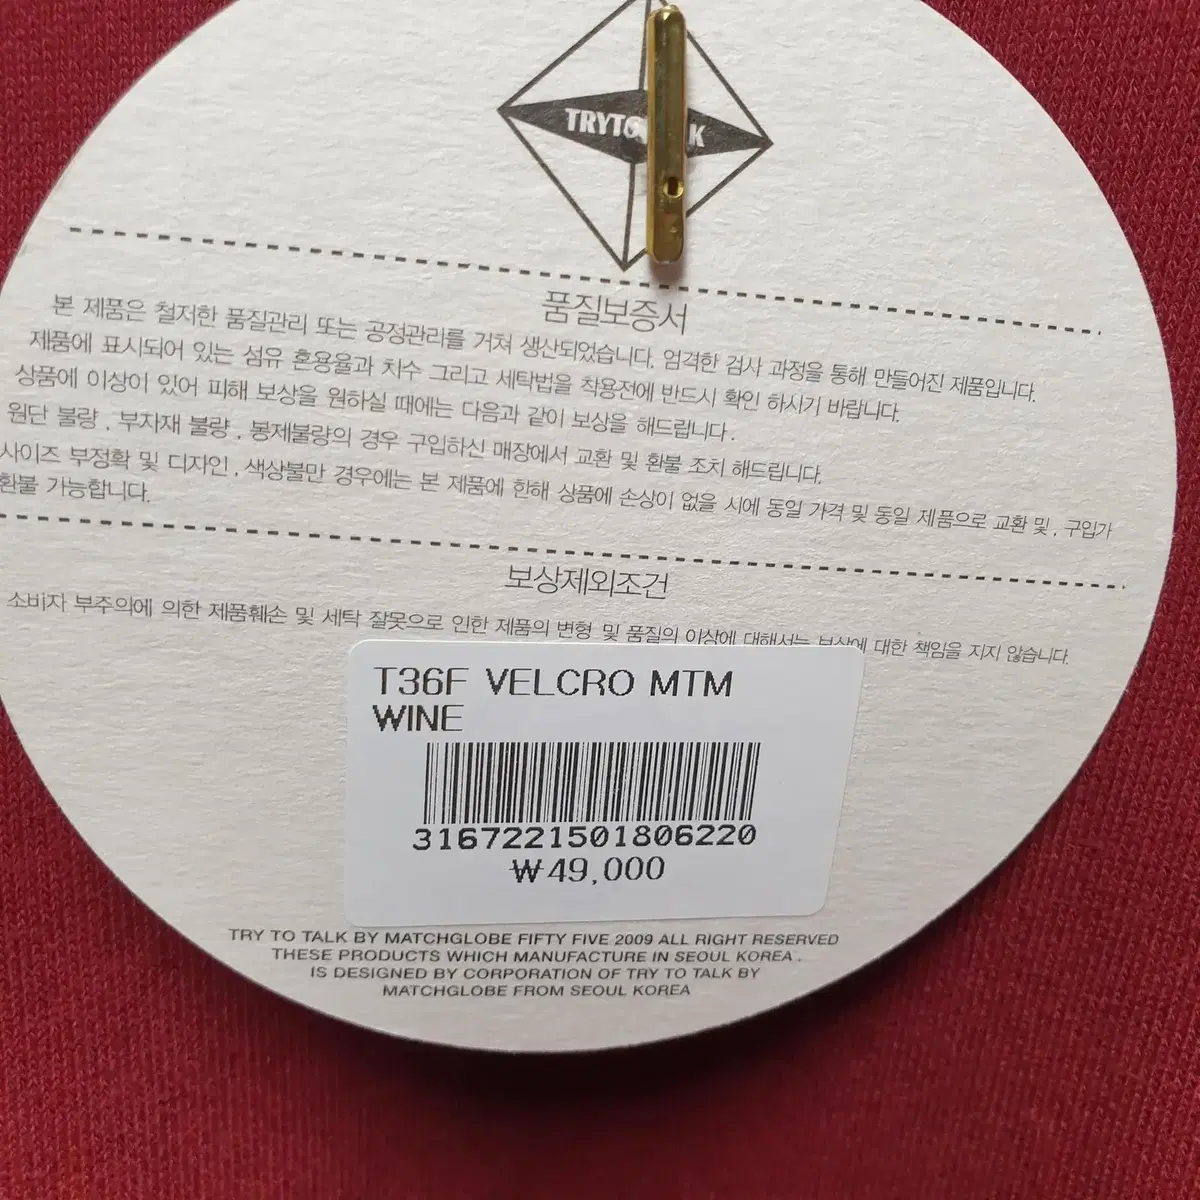 TRYTO K
품질보증서
본 제품은 철저한 품질관리 또는 공정관리를 거쳐 생산되었습니다. 엄격한 검사 과정을 통해 만들어진 제품입니다.
제품에 표시되어 있는 섬유 혼용율과 치수 그리고 세탁법을 착용전에 반드시 확인 하시기 바랍니다.
상품에 이상이 있어 피해 보상을 원하실 때에는 다음과 같이 보상을 해드립니다.
원단 불량 , 부자재 불량 , 봉제불량의 경우 구입하신 매장에서 교환 및 환불 조치 해드립니다.
사이즈 부정확 및 디자인 , 색상불만 경우에는 본 제품에 한해 상품에 손상이 없을 시에 동일 가격 및 동일 제품으로 교환 및 , 구입가
환불 가능합니다.
보상제외조건
소비자 부주의에 의한 제품훼손 및 세탁 잘못으로 인한 제품의 변형 및 품질의 이상에 대해서는 보상에 대한 책임을 지지 않습니다.
T36F VELCRO MTM
WINE
31672221501806220
₩49,000
TRY TO TALK BY MATCHGLOBE FIFTY FIVE 2009 ALL RIGHT RESERVED
THESE PRODUCTS WHICH MANUFACTURE IN SEOUL KOREA .
IS DESIGNED BY CORPORATION OF TRY TO TALK BY
MATCHGLOBE FROM SEOUL KOREA